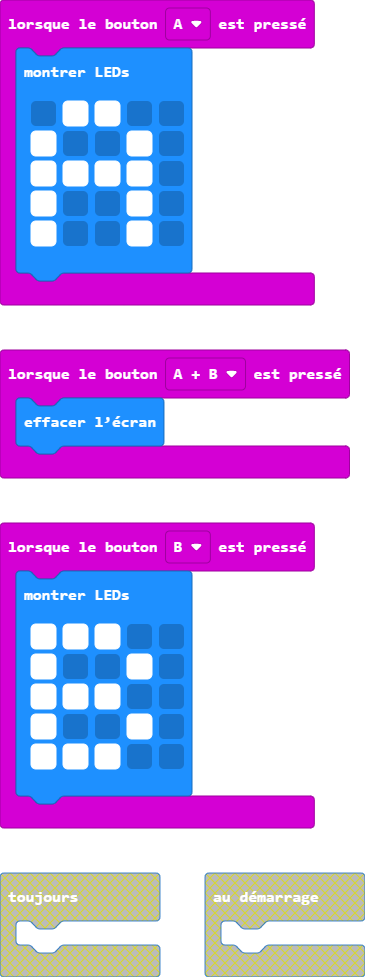 lorsque le bouton A est pressé
montrer LEDs
lorsque le bouton A + B est pressé
effacer l'écran
lorsque le bouton B est pressé
montrer LEDs
toujours
au démarrage